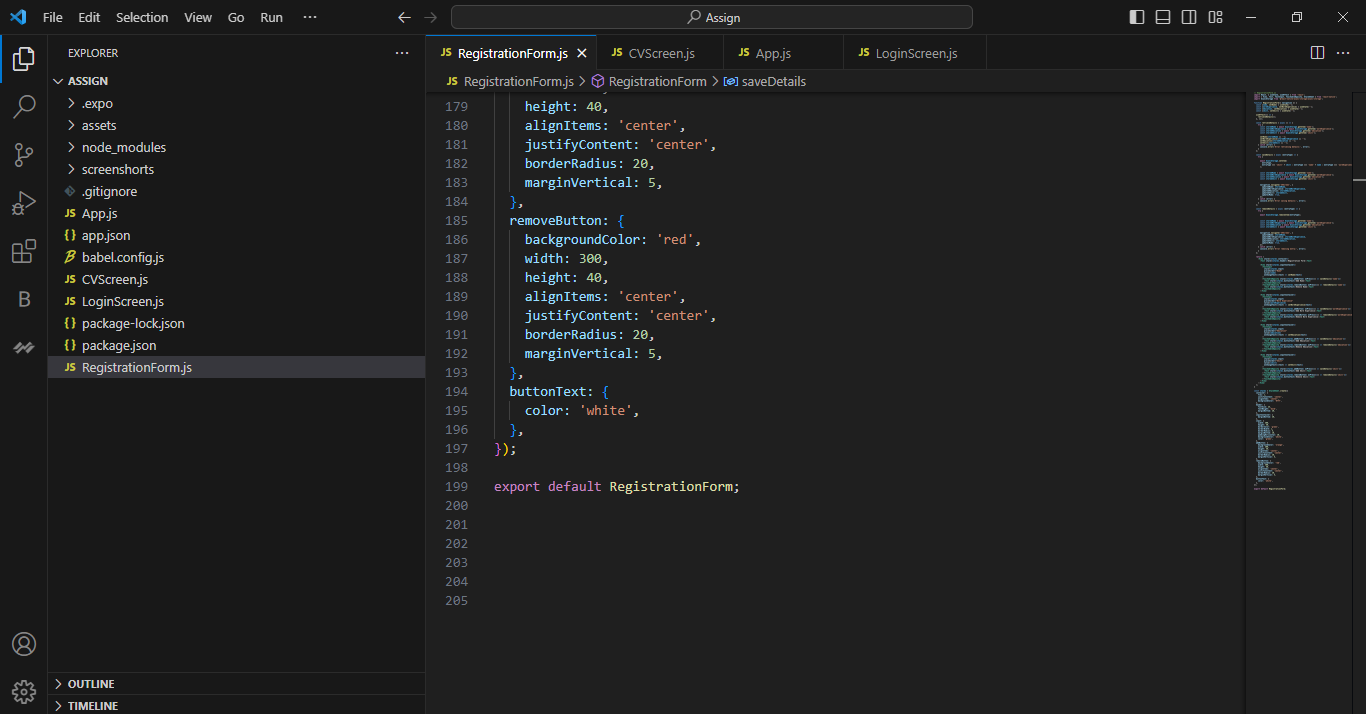 File Edit Selection View Go Run ··· Assign
EXPLORER ···
ASSIGN
.expo
assets
node_modules
screenshorts
.gitignore
JS App.js
{} app.json
babel.config.js
JS CVScreen.js
JS LoginScreen.js
{} package-lock.json
{} package.json
JS RegistrationForm.js
OUTLINE
TIMELINE
B
JS RegistrationForm.js JS CVScreen.js JS App.js JS LoginScreen.js ···
JS RegistrationForm.js > RegistrationForm > saveDetails
179 height: 40,
180 alignItems: 'center',
181 justifyContent: 'center',
182 borderRadius: 20,
183 marginVertical: 5,
184 },
185 removeButton: {
186 backgroundColor: 'red',
187 width: 300,
188 height: 40,
189 alignItems: 'center',
190 justifyContent: 'center',
191 borderRadius: 20,
192 marginVertical: 5,
193 },
194 buttonText: {
195 color: 'white',
196 },
197 });
198
199 export default RegistrationForm;
200
201
202
203
204
205